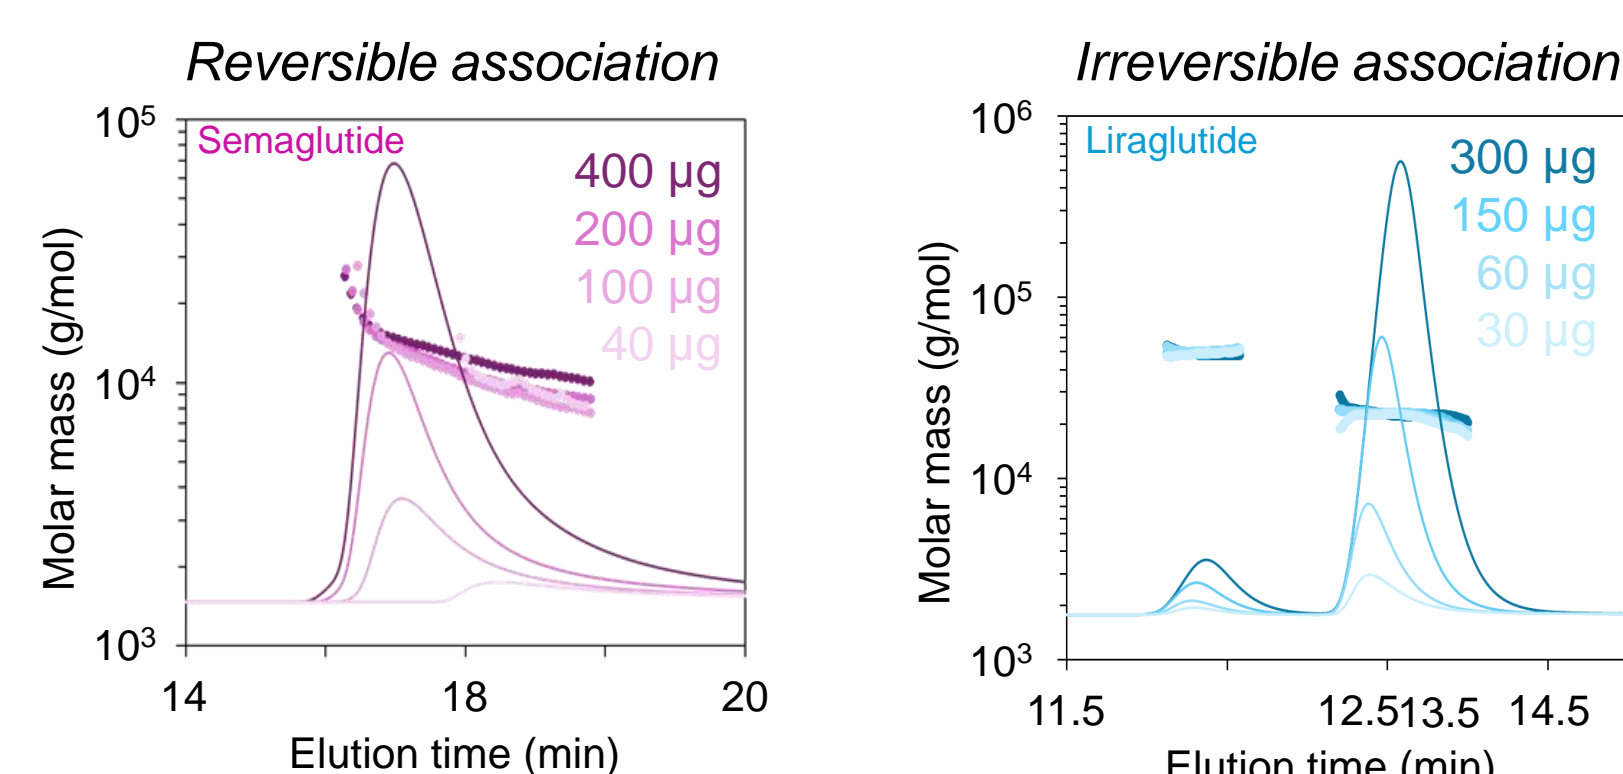 Reversible association
10⁵
Semaglutide
400 µg
200 µg
100 µg
40 µg
10⁴
10³
Molar mass (g/mol)
14
18
20
Elution time (min)
Irreversible association
10⁶
Liraglutide
300 µg
150 µg
60 µg
30 µg
10⁵
10⁴
10³
Molar mass (g/mol)
11.5
12.5
13.5
14.5
Elution time (min)